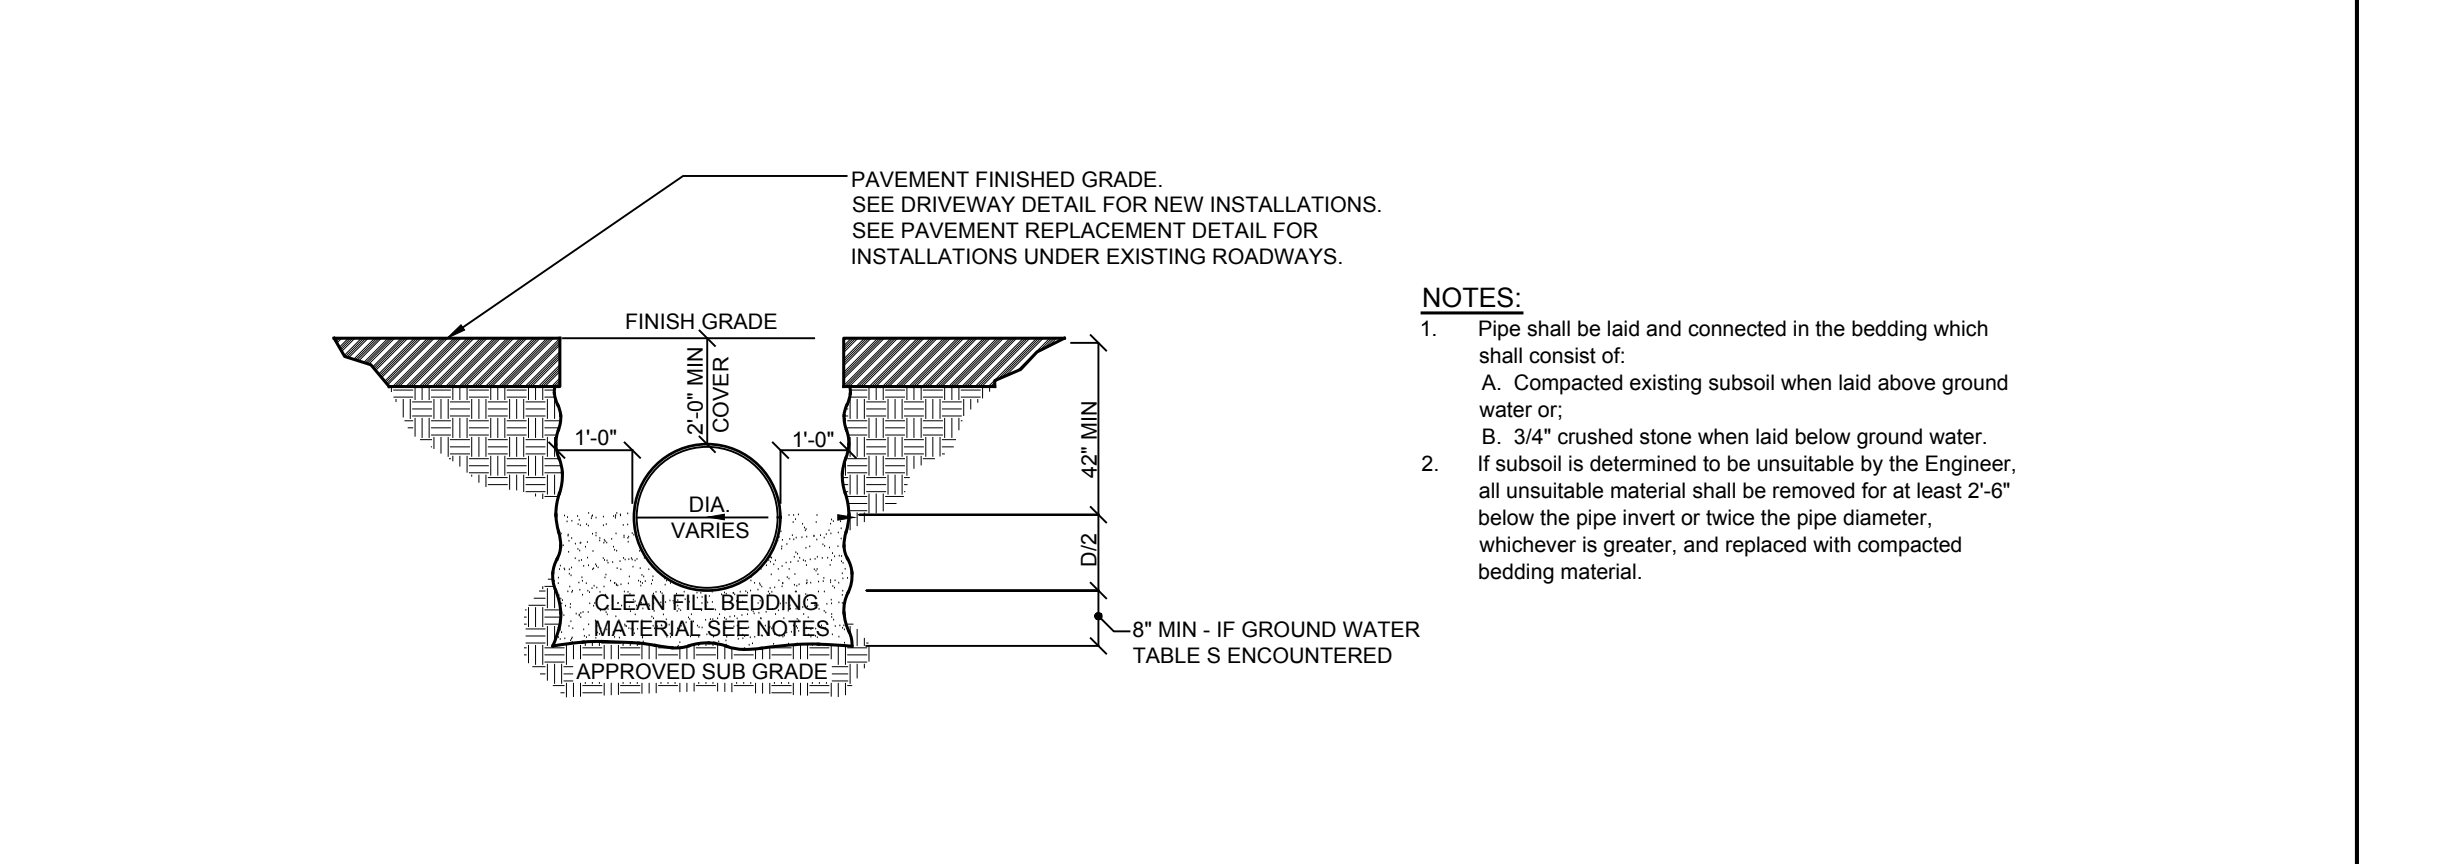 PAVEMENT FINISHED GRADE.
SEE DRIVEWAY DETAIL FOR NEW INSTALLATIONS.
SEE PAVEMENT REPLACEMENT DETAIL FOR
INSTALLATIONS UNDER EXISTING ROADWAYS.
FINISH GRADE
2'-0" MIN
COVER
1'-0"
1'-0"
42" MIN
DIA.
VARIES
D/2
CLEAN FILL BEDDING
MATERIAL SEE NOTES
8" MIN - IF GROUND WATER
TABLE S ENCOUNTERED
APPROVED SUB GRADE
NOTES:
1. Pipe shall be laid and connected in the bedding which
shall consist of:
A. Compacted existing subsoil when laid above ground
water or;
B. 3/4" crushed stone when laid below ground water.
2. If subsoil is determined to be unsuitable by the Engineer,
all unsuitable material shall be removed for at least 2'-6"
below the pipe invert or twice the pipe diameter,
whichever is greater, and replaced with compacted
bedding material.